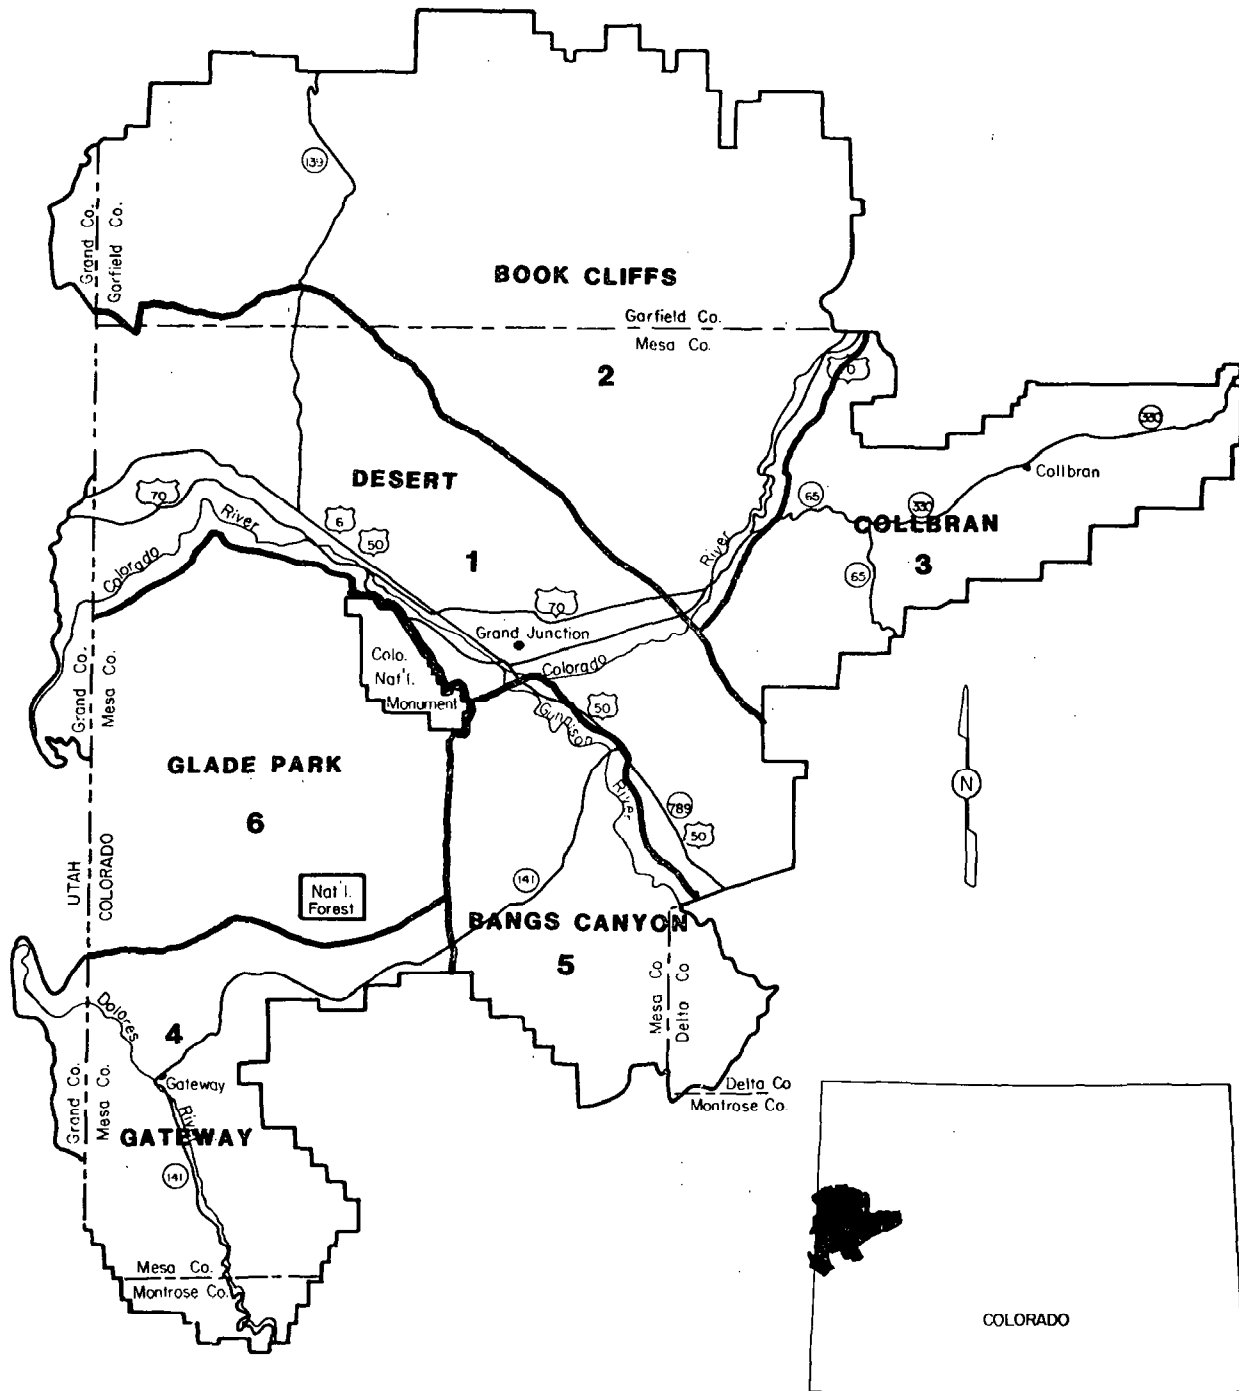 139
Grand Co.
Garfield Co.
BOOK CLIFFS
Garfield Co.
Mesa Co.
2
70
330
Collbran
DESERT
70
6
50
65
330
COLLBRAN
3
River
Colorado
River
1
65
70
Grand Junction
Colorado
Colo.
Nat'l.
Monument
Grand Co.
Mesa Co.
50
Gunnison
River
GLADE PARK
6
N
789
50
UTAH
COLORADO
Nat'l.
Forest
141
BANGS CANYON
5
Mesa Co
Delta Co
Dolores
4
Gateway
River
Grand Co.
Mesa Co.
GATEWAY
141
Delta Co
Montrose Co.
Mesa Co.
Montrose Co.
COLORADO